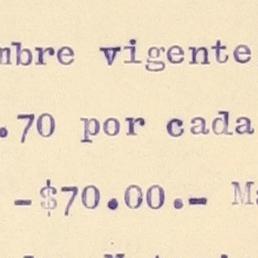 mbre vigente
.70 por cada
-$70.00.- M